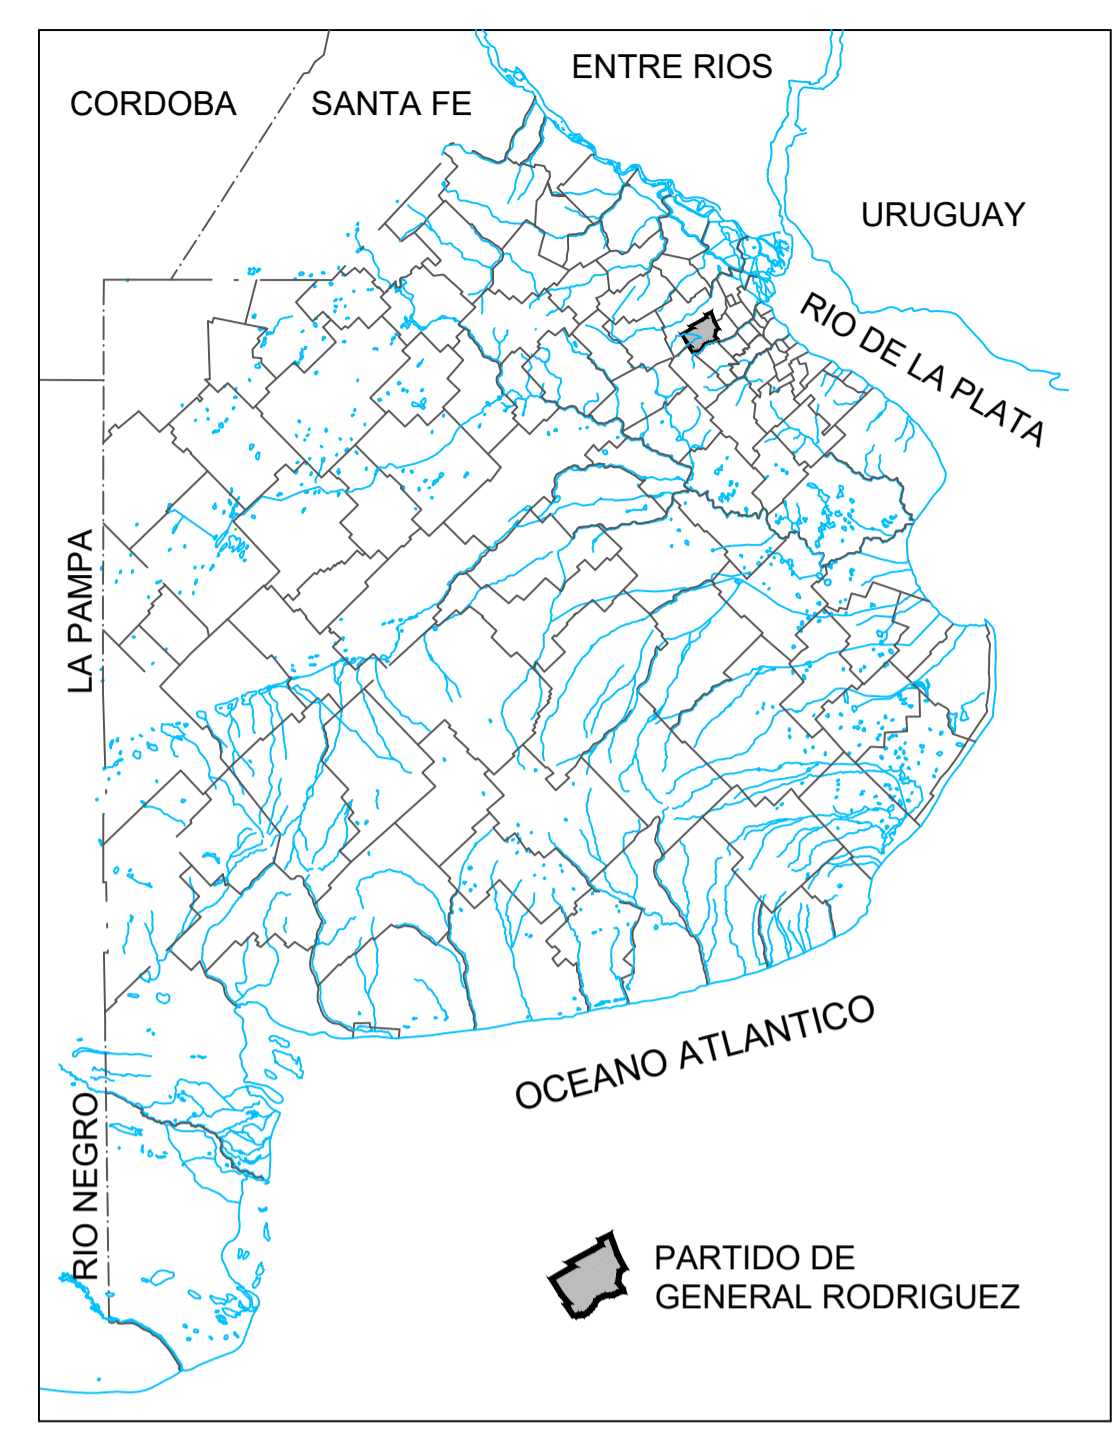 ENTRE RIOS
CORDOBA
SANTA FE
URUGUAY
RIO DE LA PLATA
LA PAMPA
OCEANO ATLANTICO
RIO NEGRO
PARTIDO DE
GENERAL RODRIGUEZ